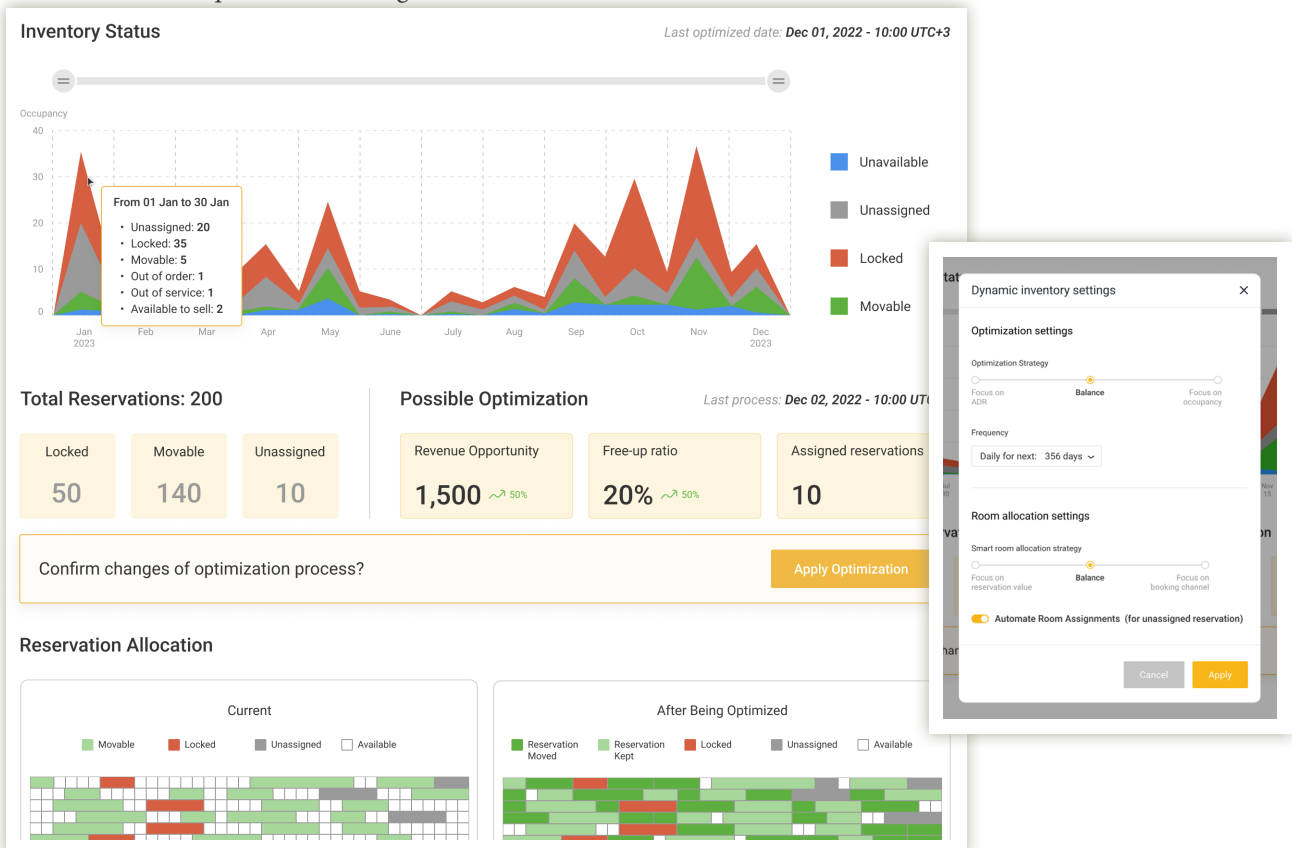 Inventory Status
Last optimized date: Dec 01, 2022 - 10:00 UTC+3
Occupancy
40
30
20
10
0
From 01 Jan to 30 Jan
• Unassigned: 20
• Locked: 35
• Movable: 5
• Out of order: 1
• Out of service: 1
• Available to sell: 2
Jan Feb Mar Apr May June July Aug Sep Oct Nov Dec
2023 2023
Unavailable
Unassigned
Locked
Movable
Total Reservations: 200
Locked
50
Movable
140
Unassigned
10
Possible Optimization
Last process: Dec 02, 2022 - 10:00
Revenue Opportunity
1,500 50%
Free-up ratio
20% 50%
Assigned reservations
10
Confirm changes of optimization process?
Apply Optimization
Reservation Allocation
Current
Movable Locked Unassigned Available
After Being Optimized
Reservation Moved
Reservation Kept
Locked
Unassigned
Available
Dynamic inventory settings
Optimization settings
Optimization Strategy
Focus on ADR
Balance
Focus on occupancy
Frequency
Daily for next: 356 days
Room allocation settings
Smart room allocation strategy
Focus on reservation value
Balance
Focus on booking channel
Automate Room Assignments (for unassigned reservation)
Cancel
Apply
Nov
15